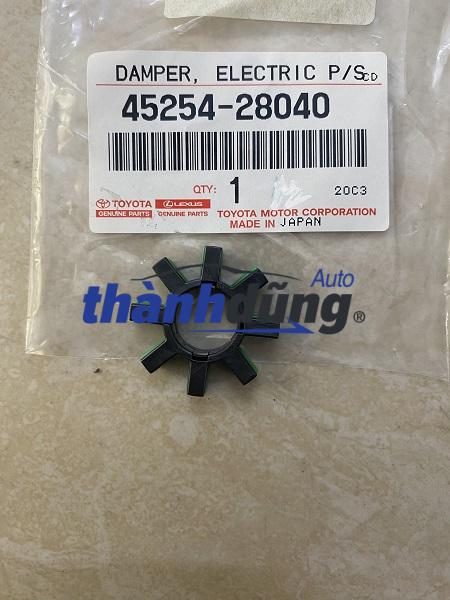 DAMPER, ELECTRIC P/SCD
45254-28040
QTY: 1 20C3
TOYOTA LEXUS TOYOTA MOTOR CORPORATION
GENUINE PARTS GENUINE PARTS MADE IN JAPAN
Auto
thànhdũng®